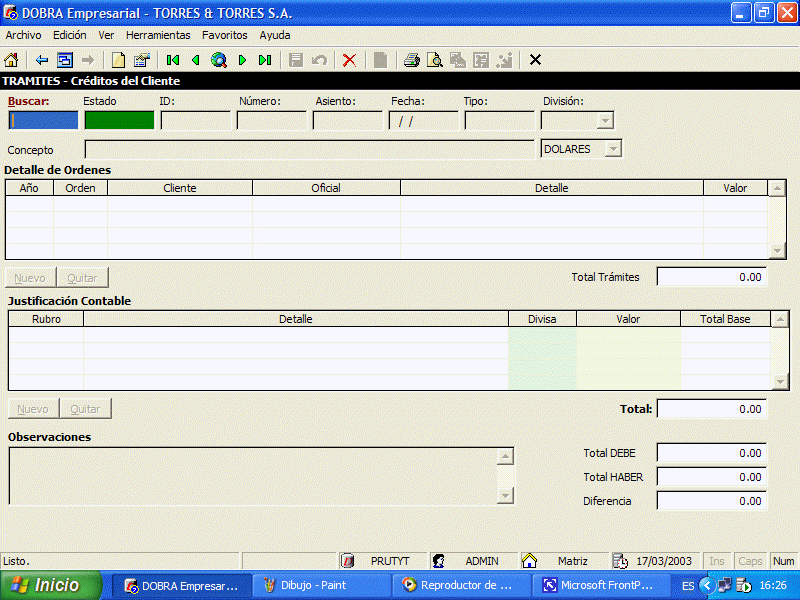 DOBRA Empresarial - TORRES & TORRES S.A.
Archivo Edición Ver Herramientas Favoritos Ayuda
TRAMITES - Créditos del Cliente
Buscar: Estado ID: Número: Asiento: Fecha: Tipo: División:
/ /
Concepto DOLARES
Detalle de Ordenes
Año Orden Cliente Oficial Detalle Valor
Nuevo Quitar Total Trámites 0.00
Justificación Contable
Rubro Detalle Divisa Valor Total Base
Nuevo Quitar Total: 0.00
Observaciones
Total DEBE 0.00
Total HABER 0.00
Diferencia 0.00
Listo. PRUTYT ADMIN Matriz 17/03/2003 Ins Caps Num
Inicio DOBRA Empresar... Dibujo - Paint Reproductor de ... Microsoft FrontP... ES 16:26